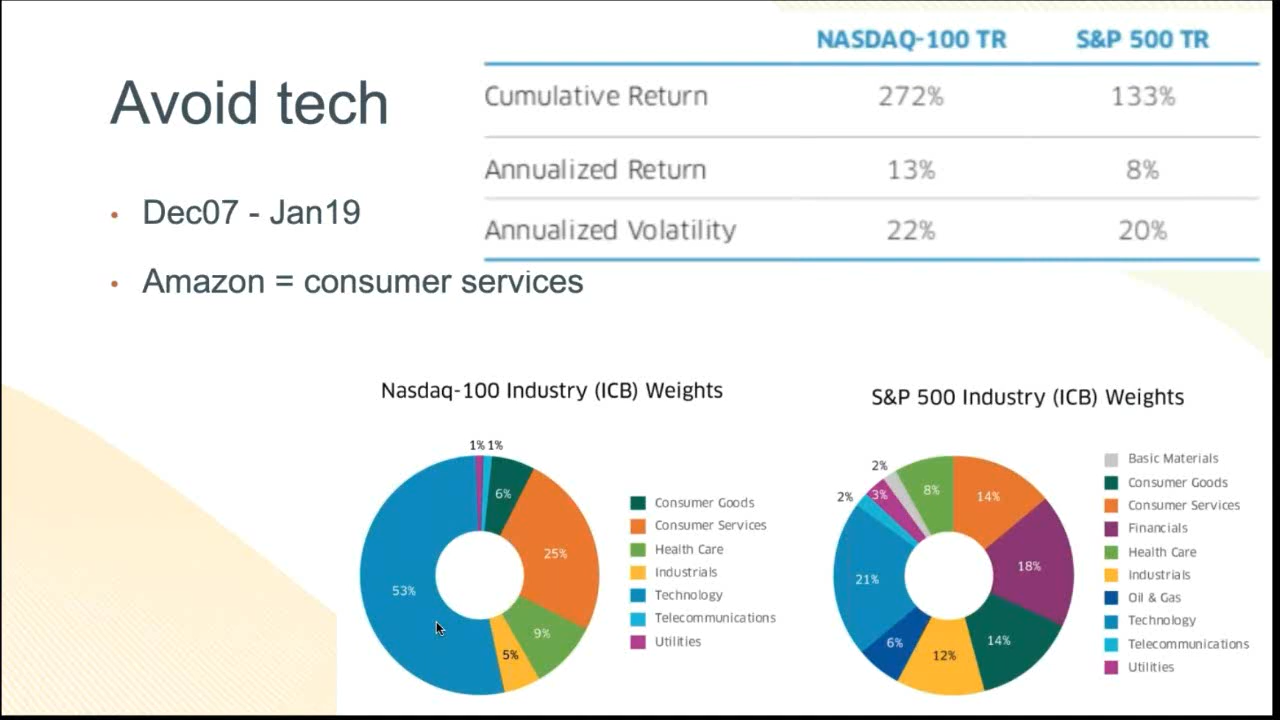 NASDAQ-100 TR S&P 500 TR
Avoid tech
Cumulative Return 272% 133%
Annualized Return 13% 8%
Annualized Volatility 22% 20%
• Dec07 - Jan19
• Amazon = consumer services
Nasdaq-100 Industry (ICB) Weights
1% 1%
6%
25%
53%
9%
5%
Consumer Goods
Consumer Services
Health Care
Industrials
Technology
Telecommunications
Utilities
S&P 500 Industry (ICB) Weights
2%
2%
3%
8%
14%
18%
21%
14%
6%
12%
Basic Materials
Consumer Goods
Consumer Services
Financials
Health Care
Industrials
Oil & Gas
Technology
Telecommunications
Utilities